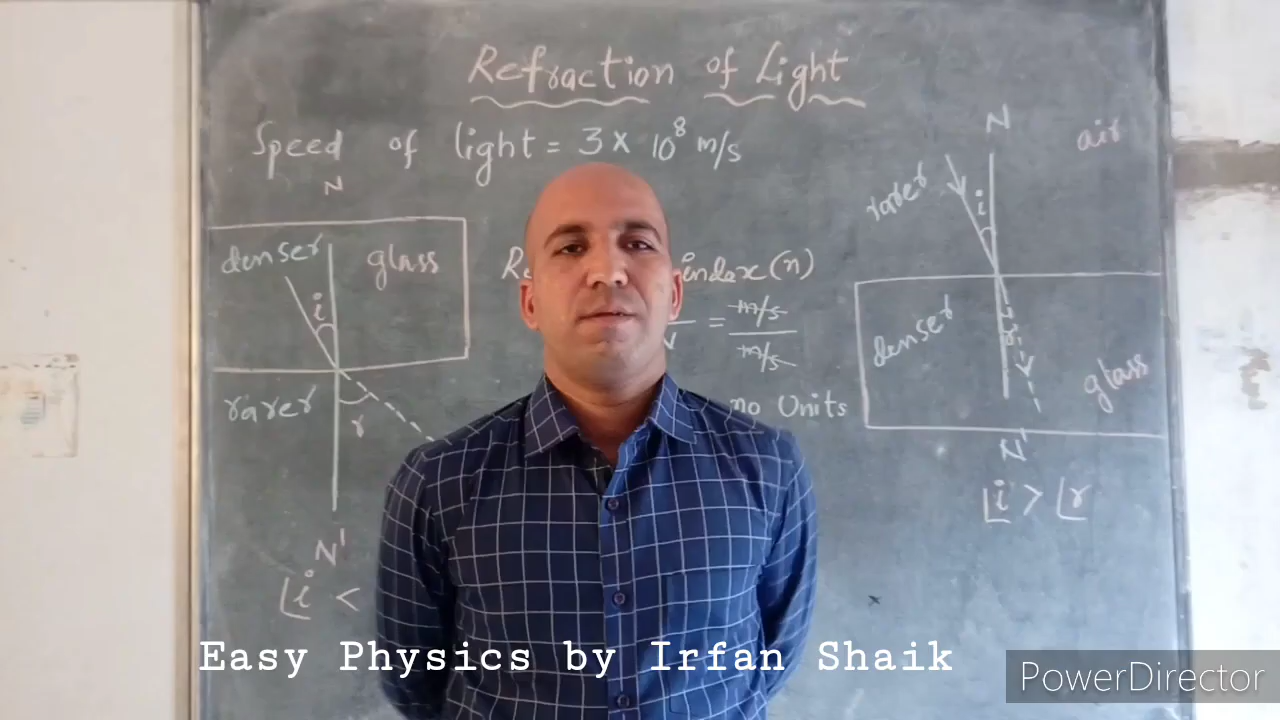 Refraction of Light
Speed of light = 3 × 10⁸ m/s
N
denser glass
i
rarer
r
N'
∠i <
index (n)
= m/s
m/s
no Units
N
air
rarer
i
denser
r
glass
N'
∠i > ∠r
Easy Physics by Irfan Shaik
PowerDirector